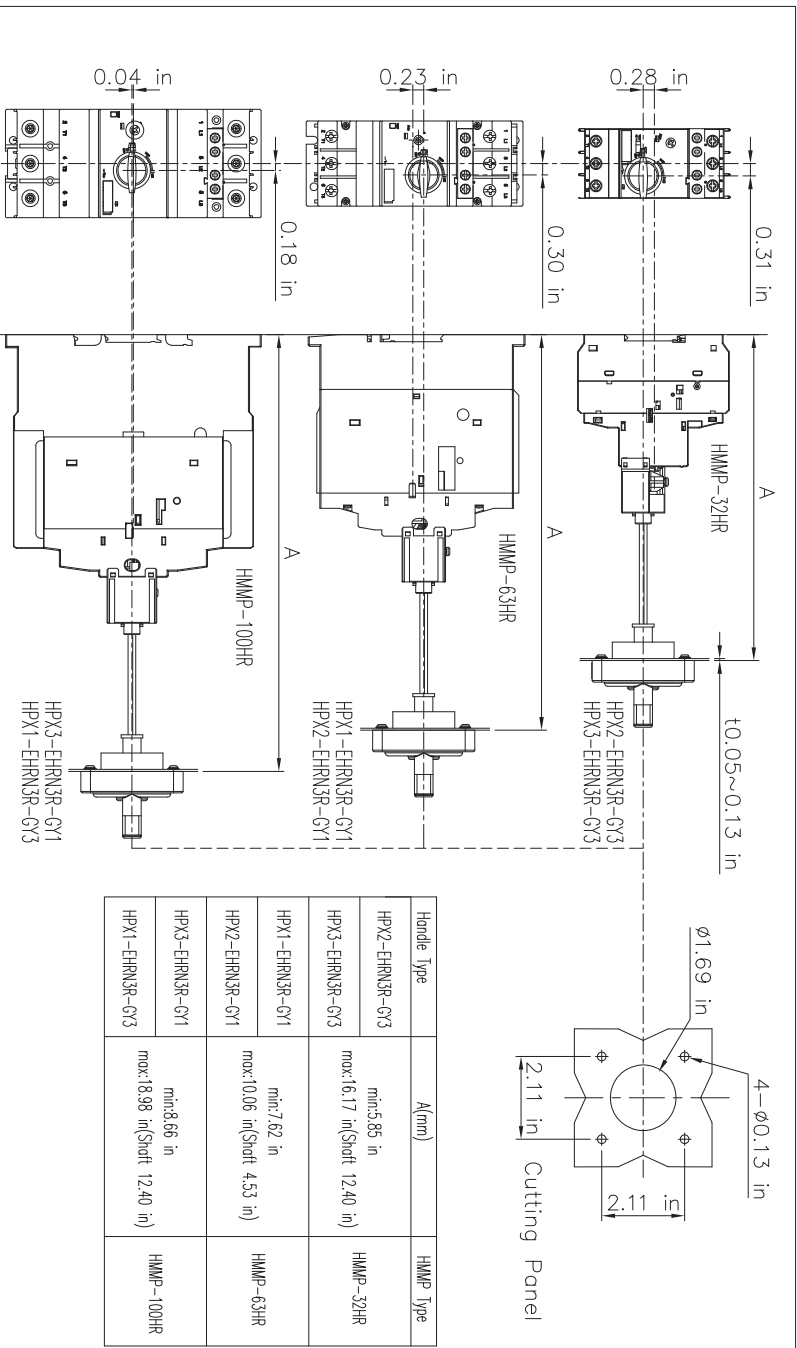 0.28 in
0.31 in
0.23 in
0.30 in
0.04 in
0.18 in
A
HMMP-32HR
t0.05~0.13 in
HPX2-EHRN3R-GY3
HPX3-EHRN3R-GY3
A
HMMP-63HR
HPX1-EHRN3R-GY1
HPX2-EHRN3R-GY1
A
HMMP-100HR
HPX3-EHRN3R-GY1
HPX1-EHRN3R-GY3
Ø1.69 in
4-Ø0.13 in
2.11 in
2.11 in
Cutting Panel
Handle Type A(mm) HMMP Type
HPX2-EHRN3R-GY3
HPX3-EHRN3R-GY3
min:5.85 in
max:16.17 in(Shaft 12.40 in)
HMMP-32HR
HPX1-EHRN3R-GY1
HPX2-EHRN3R-GY1
min:7.62 in
max:10.06 in(Shaft 4.53 in)
HMMP-63HR
HPX3-EHRN3R-GY1
HPX1-EHRN3R-GY3
min:8.66 in
max:18.98 in(Shaft 12.40 in)
HMMP-100HR